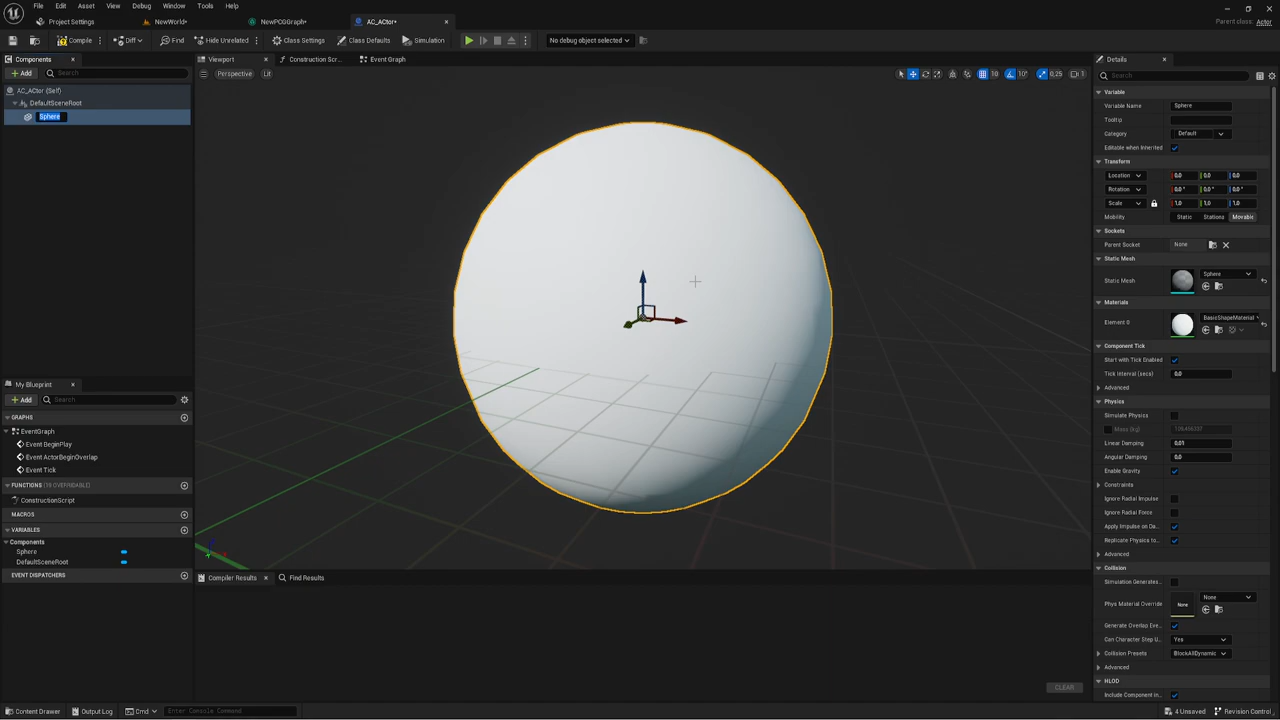 File Edit Asset View Debug Window Tools Help
Parent class: Actor
Project Settings NewWorld* NewPCGGraph* AC_ACtor*
Compile Diff Find Hide Unrelated Class Settings Class Defaults Simulation No debug object selected
Components
Add Search
AC_ACtor (Self)
DefaultSceneRoot
Sphere
My Blueprint
Add Search
GRAPHS
EventGraph
Event BeginPlay
Event ActorBeginOverlap
Event Tick
FUNCTIONS (19 OVERRIDABLE)
ConstructionScript
MACROS
VARIABLES
Components
Sphere
DefaultSceneRoot
EVENT DISPATCHERS
Viewport Construction Scr... Event Graph
Perspective Lit
10 10° 0,25 1
Compiler Results Find Results
CLEAR
Details
Search
Variable
Variable Name Sphere
Tooltip
Category Default
Editable when Inherited
Transform
Location 0,0 0,0 0,0
Rotation 0,0 ° 0,0 ° 0,0 °
Scale 1,0 1,0 1,0
Mobility Static Stationa Movable
Sockets
Parent Socket None
Static Mesh
Static Mesh Sphere
Materials
Element 0 BasicShapeMaterial
Component Tick
Start with Tick Enabled
Tick Interval (secs) 0,0
Advanced
Physics
Simulate Physics
Mass (kg)
Linear Damping 0,01
Angular Damping 0,0
Enable Gravity
Constraints
Ignore Radial Impulse
Ignore Radial Force
Apply Impulse on Da...
Replicate Physics to...
Advanced
Collision
Simulation Generates...
Phys Material Override None None
Generate Overlap Eve...
Can Character Step U... Yes
Collision Presets BlockAllDynamic
Advanced
HLOD
Include Component in...
Content Drawer Output Log Cmd Enter Console Command 4 Unsaved Revision Control